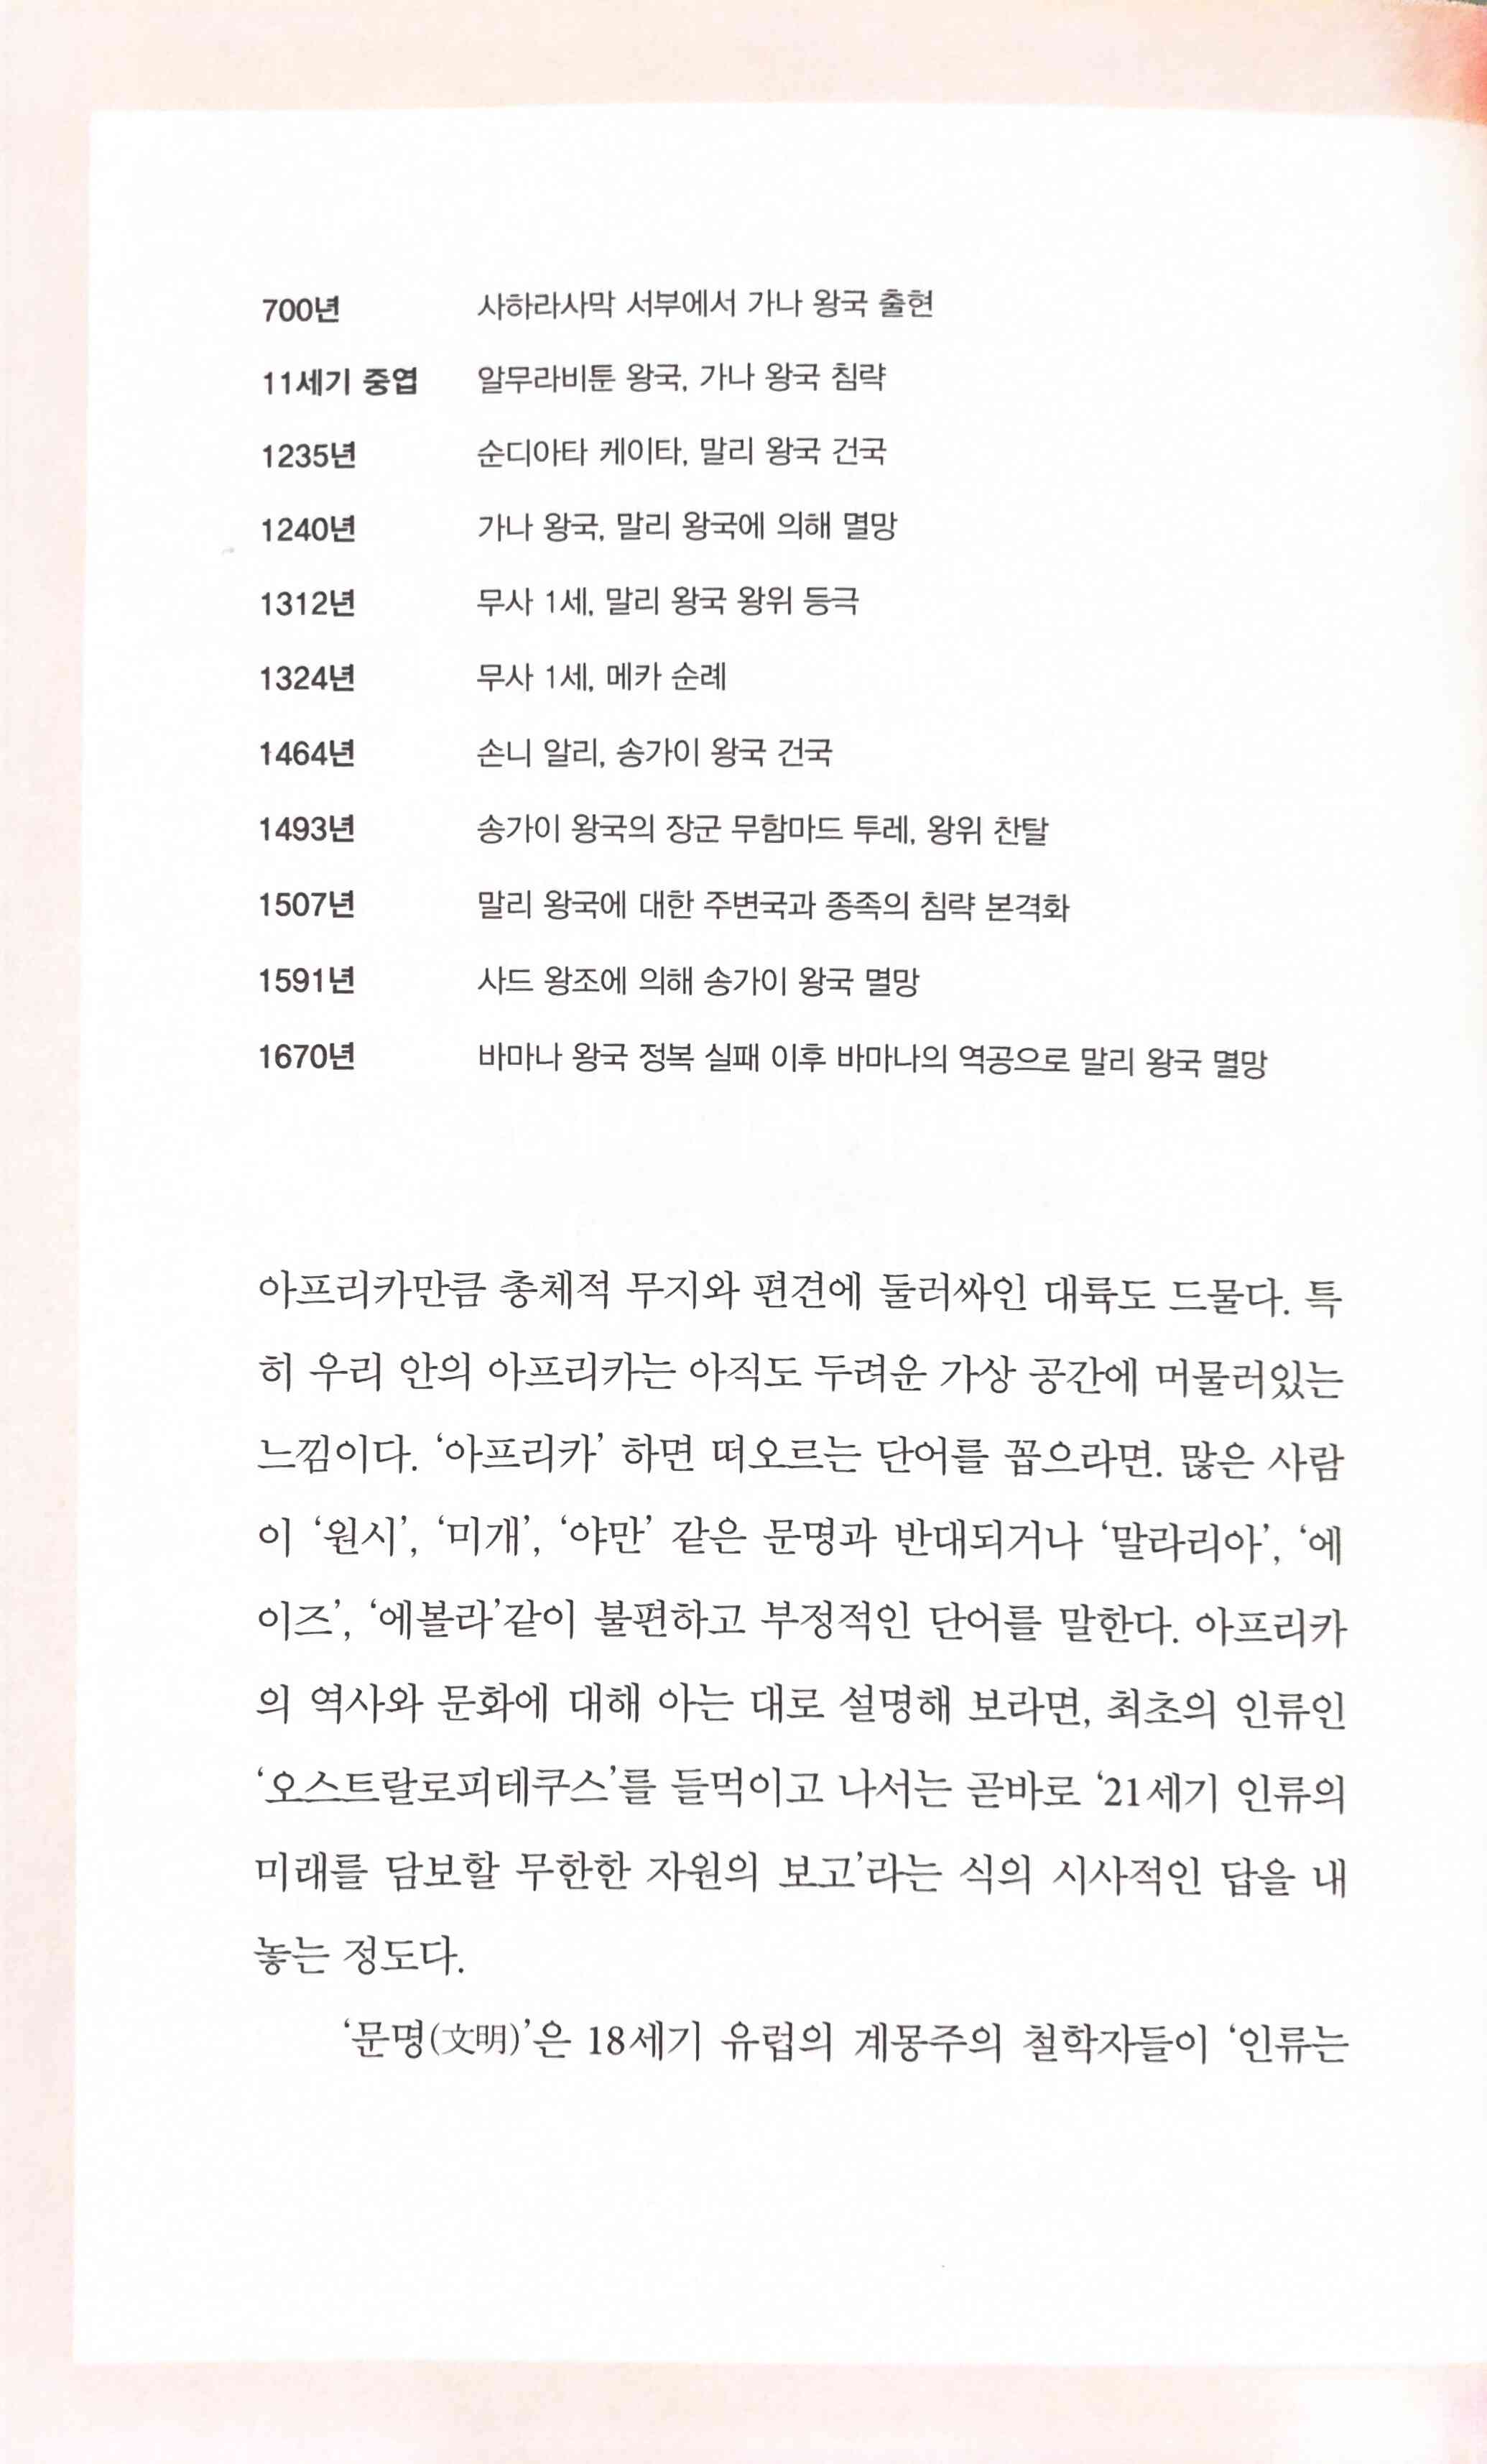 700년 사하라사막 서부에서 가나 왕국 출현
11세기 중엽 알무라비툰 왕국, 가나 왕국 침략
1235년 순디아타 케이타, 말리 왕국 건국
1240년 가나 왕국, 말리 왕국에 의해 멸망
1312년 무사 1세, 말리 왕국 왕위 등극
1324년 무사 1세, 메카 순례
1464년 손니 알리, 송가이 왕국 건국
1493년 송가이 왕국의 장군 무함마드 투레, 왕위 찬탈
1507년 말리 왕국에 대한 주변국과 종족의 침략 본격화
1591년 사드 왕조에 의해 송가이 왕국 멸망
1670년 바마나 왕국 정복 실패 이후 바마나의 역공으로 말리 왕국 멸망
아프리카만큼 총체적 무지와 편견에 둘러싸인 대륙도 드물다. 특
히 우리 안의 아프리카는 아직도 두려운 가상 공간에 머물러있는
느낌이다. ‘아프리카’ 하면 떠오르는 단어를 꼽으라면. 많은 사람
이 ‘원시’, ‘미개’, ‘야만’ 같은 문명과 반대되거나 ‘말라리아’, ‘에
이즈’, ‘에볼라’같이 불편하고 부정적인 단어를 말한다. 아프리카
의 역사와 문화에 대해 아는 대로 설명해 보라면, 최초의 인류인
‘오스트랄로피테쿠스’를 들먹이고 나서는 곧바로 ‘21세기 인류의
미래를 담보할 무한한 자원의 보고’라는 식의 시사적인 답을 내
놓는 정도다.
‘문명(文明)’은 18세기 유럽의 계몽주의 철학자들이 ‘인류는